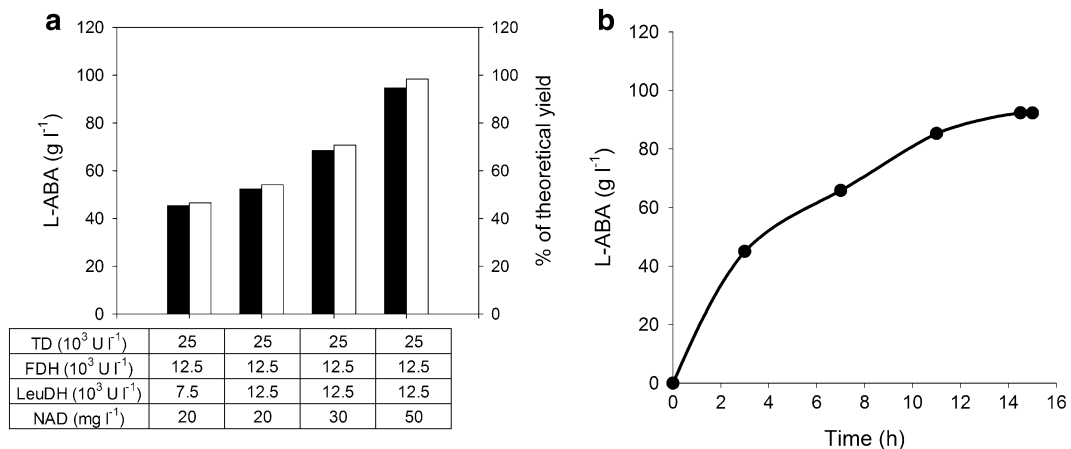 a
120 120
100 100
80 80
60 60
40 40
20 20
0 0
L-ABA (g l⁻¹)
% of theoretical yield
TD (10³ U l⁻¹) 25 25 25 25
FDH (10³ U l⁻¹) 12.5 12.5 12.5 12.5
LeuDH (10³ U l⁻¹) 7.5 12.5 12.5 12.5
NAD (mg l⁻¹) 20 20 30 50
b
120
100
80
60
40
20
0
L-ABA (g l⁻¹)
0 2 4 6 8 10 12 14 16
Time (h)